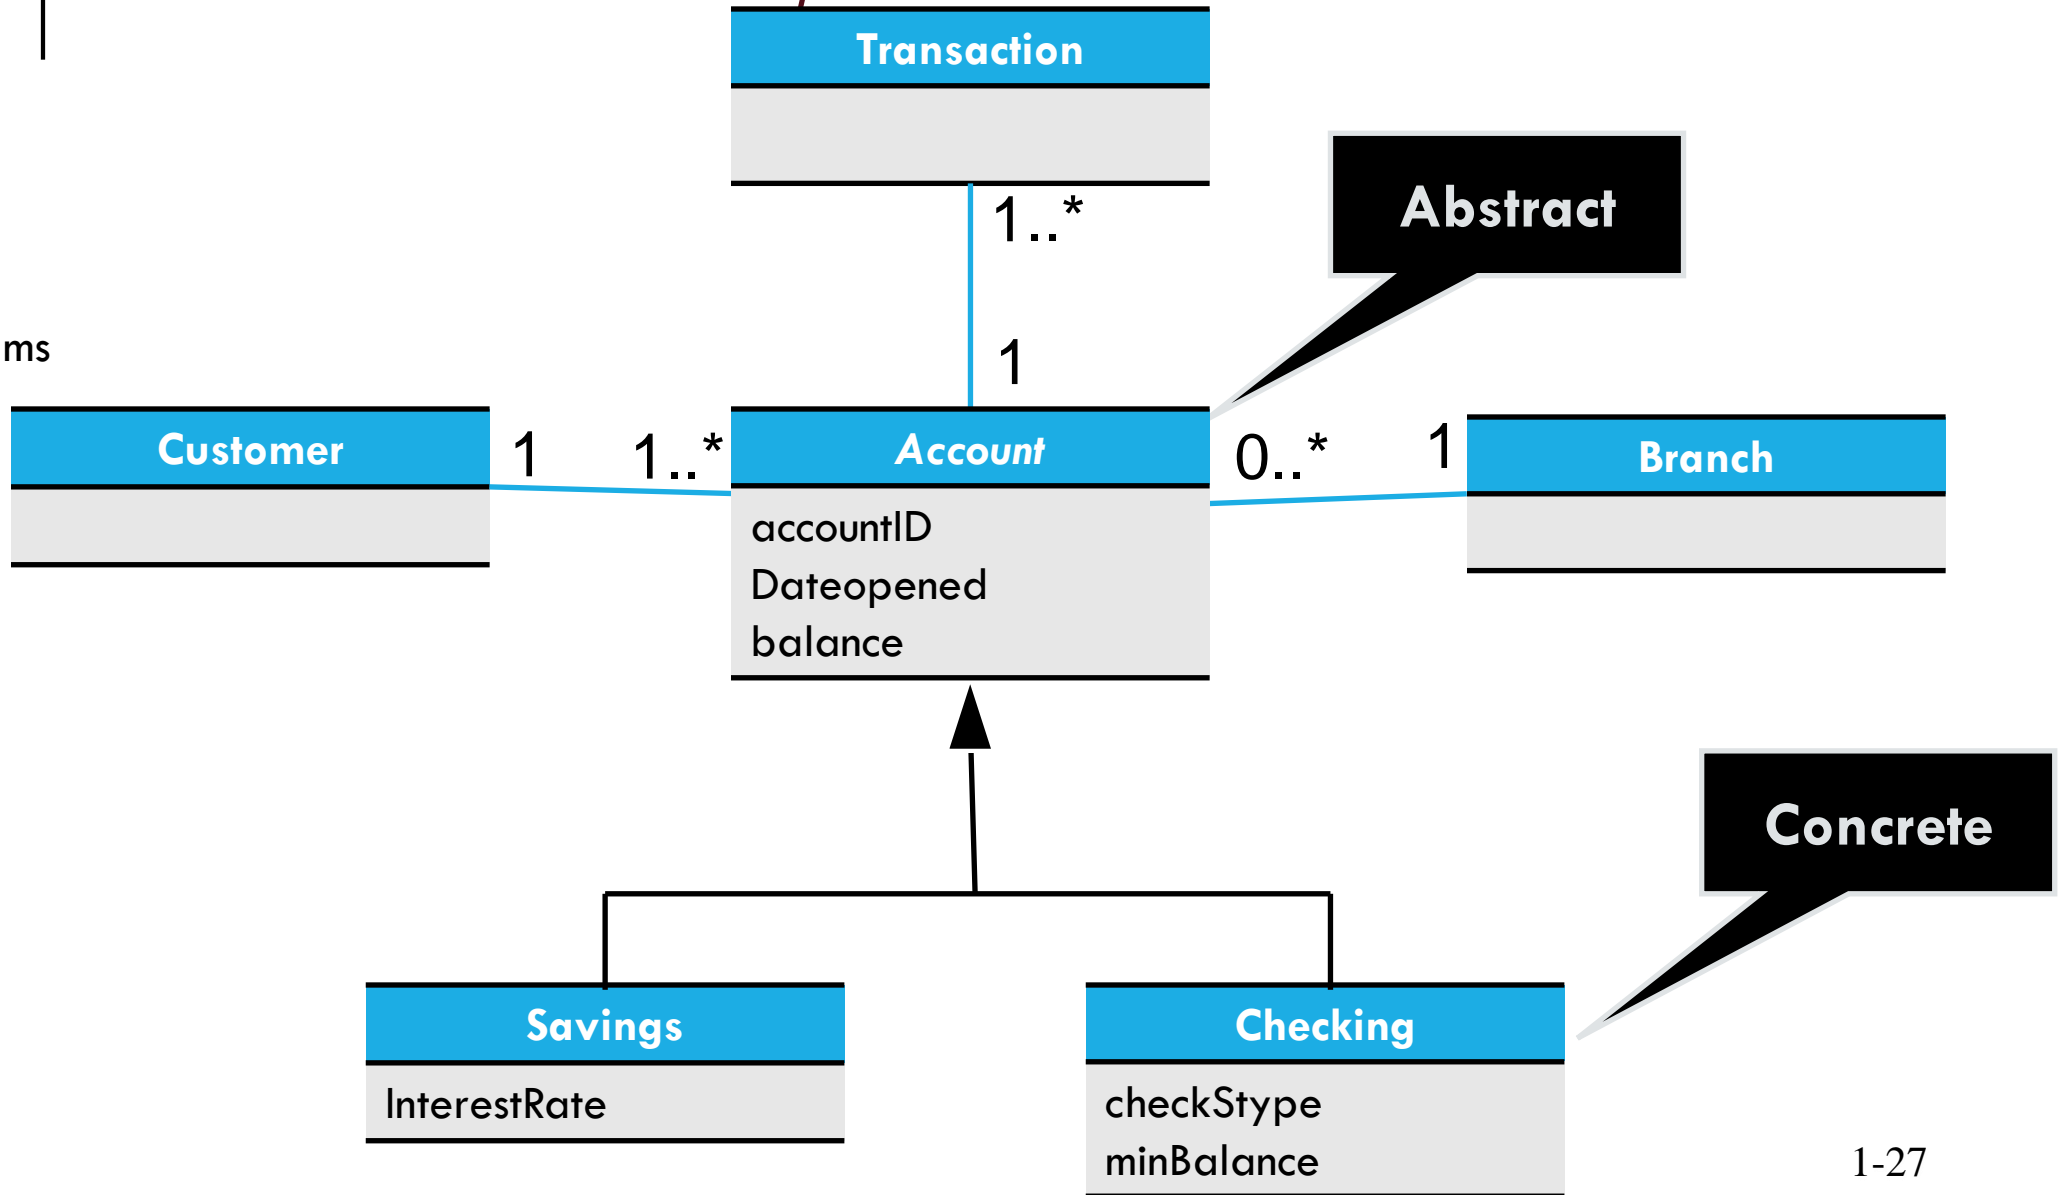 Transaction
Abstract
1..*
1
ms
Customer
1
1..*
Account
0..*
1
Branch
accountID
Dateopened
balance
Concrete
Savings
InterestRate
Checking
checkStype
minBalance
1-27